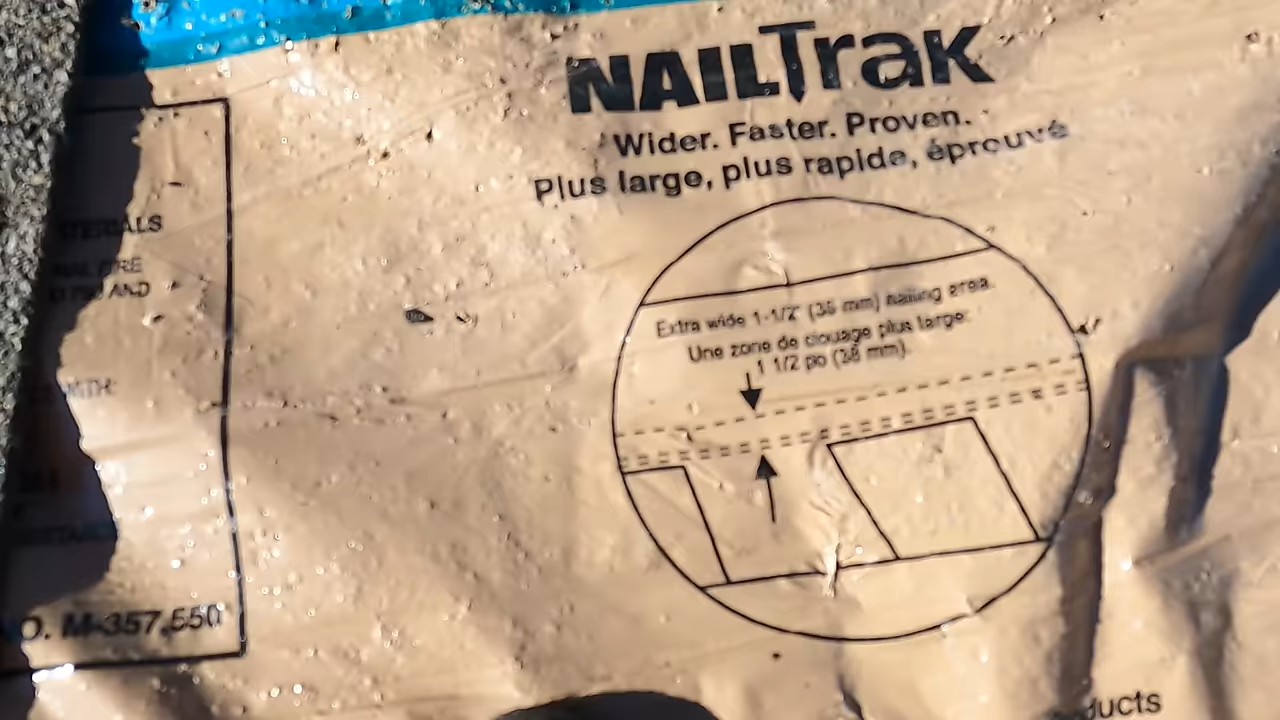 NAILTrak
Wider. Faster. Proven.
Plus large, plus rapide, éprouvé
Extra wide 1-1/2" (38 mm) nailing area.
Une zone de clouage plus large:
1 1/2 po (38 mm).
AND
O. M-357,550